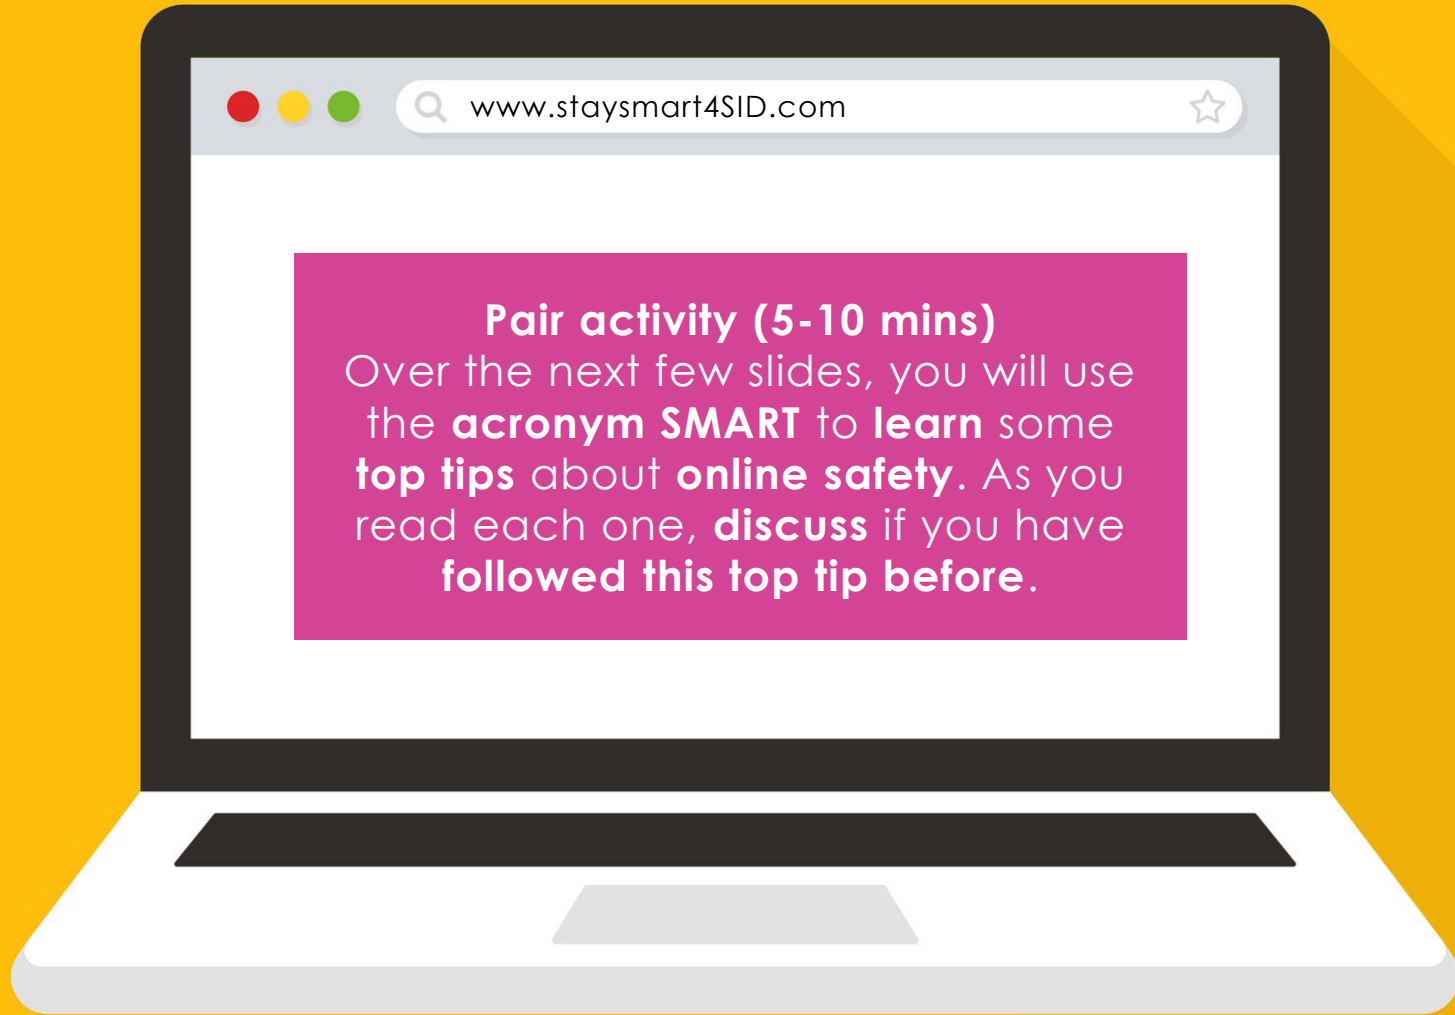 www.staysmart4SID.com
Pair activity (5-10 mins)
Over the next few slides, you will use
the acronym SMART to learn some
top tips about online safety. As you
read each one, discuss if you have
followed this top tip before.